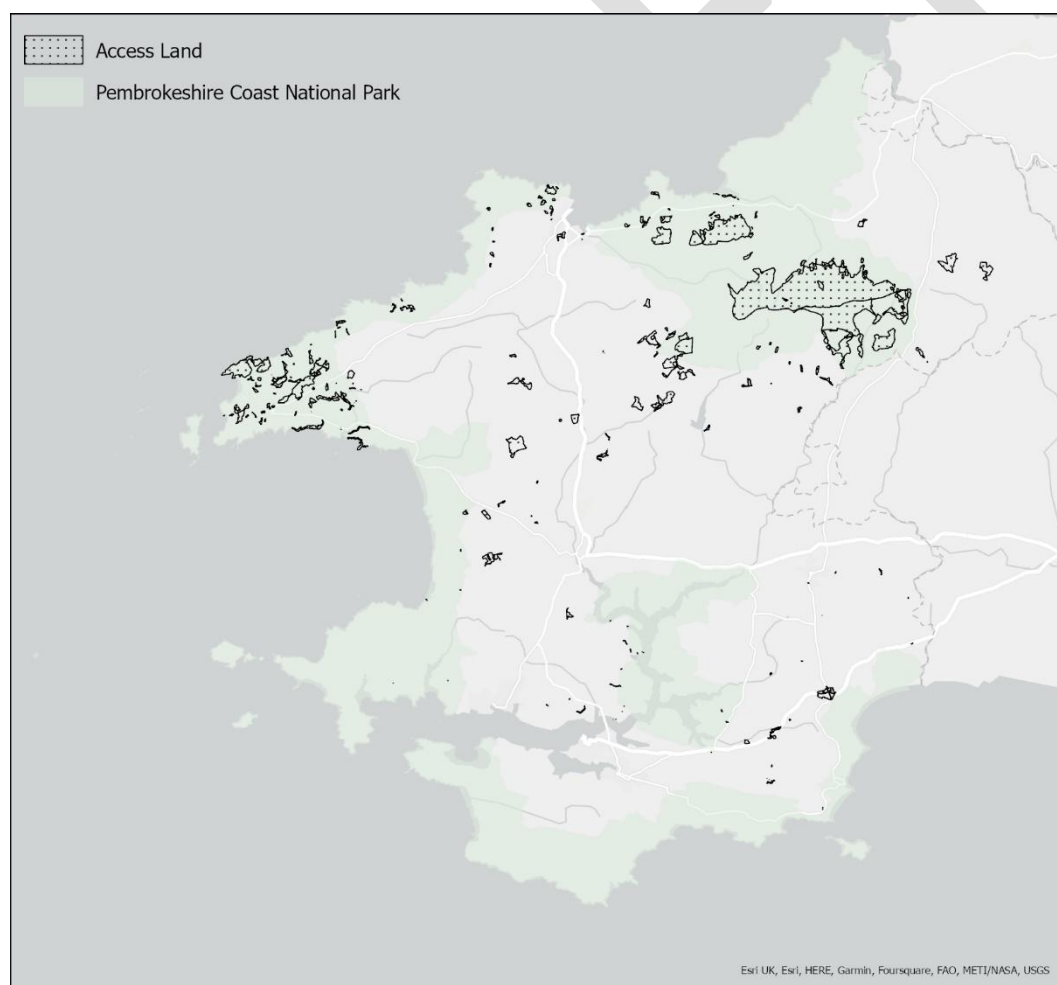 Access Land
Pembrokeshire Coast National Park
Esri UK, Esri, HERE, Garmin, Foursquare, FAO, METI/NASA, USGS